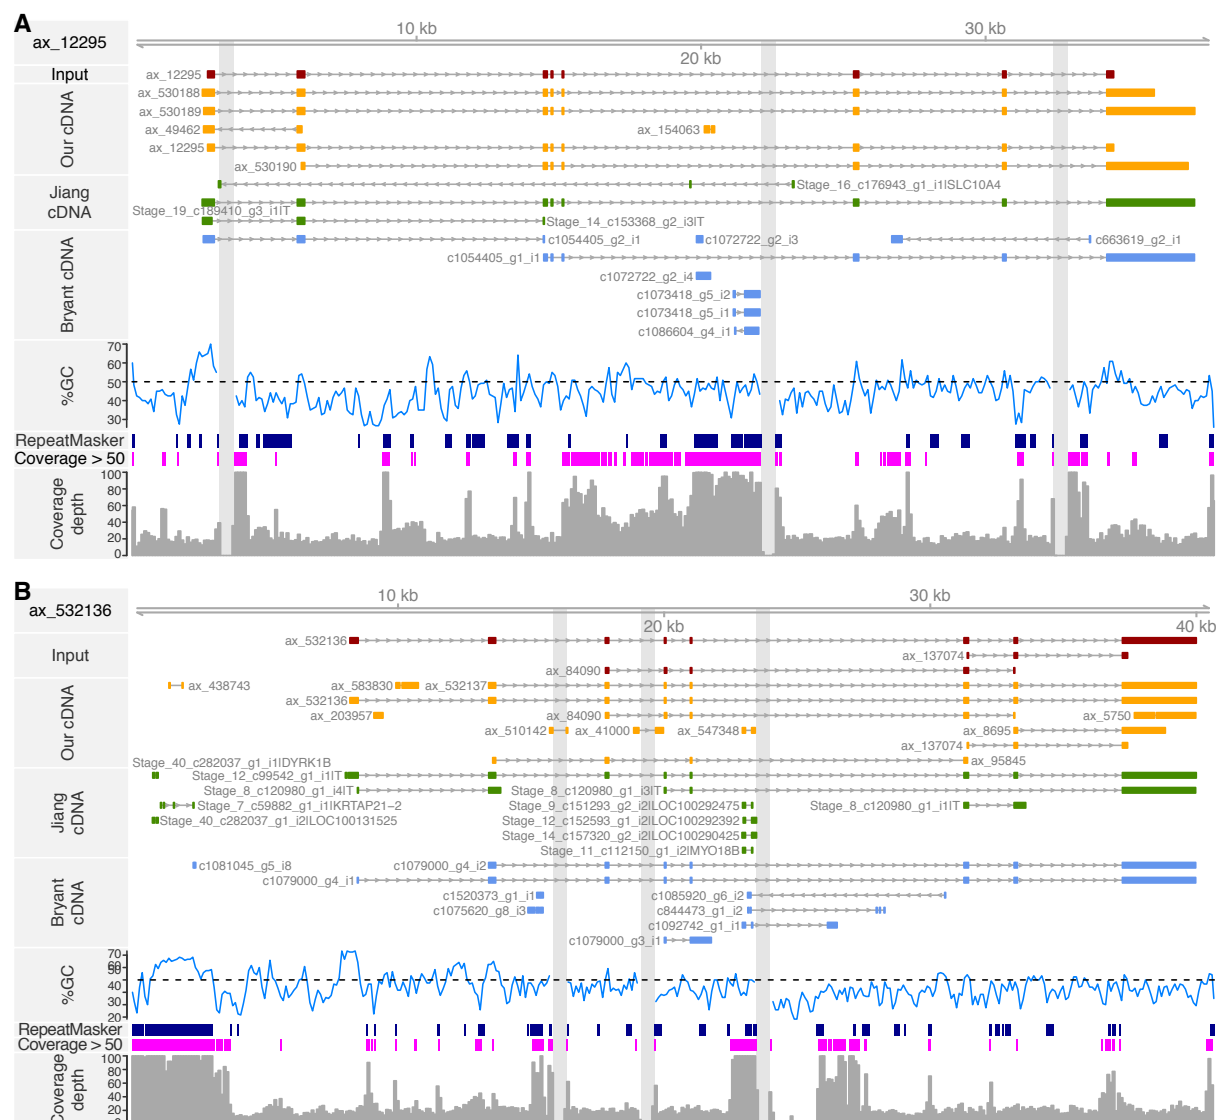 A
10 kb
30 kb
ax_12295
20 kb
Input
ax_12295
Our cDNA
ax_530188
ax_530189
ax_49462
ax_154063
ax_12295
ax_530190
Jiang
cDNA
Stage_16_c176943_g1_i1|SLC10A4
Stage_19_c189410_g3_i1|T
Stage_14_c153368_g2_i3|T
Bryant cDNA
c1054405_g2_i1
c1072722_g2_i3
c663619_g2_i1
c1054405_g1_i1
c1072722_g2_i4
c1073418_g5_i2
c1073418_g5_i1
c1086604_g4_i1
%GC
70
60
50
40
30
RepeatMasker
Coverage > 50
Coverage
depth
100
80
60
40
20
0
B
10 kb
30 kb
ax_532136
20 kb
40 kb
Input
ax_532136
ax_137074
ax_84090
Our cDNA
ax_438743
ax_583830
ax_532137
ax_532136
ax_203957
ax_84090
ax_5750
ax_510142
ax_41000
ax_547348
ax_8695
ax_137074
ax_95845
Jiang
cDNA
Stage_40_c282037_g1_i1|DYRK1B
Stage_12_c99542_g1_i1|T
Stage_8_c120980_g1_i4|T
Stage_8_c120980_g1_i3|T
Stage_7_c59882_g1_i1|KRTAP21-2
Stage_9_c151293_g2_i2|LOC100292475
Stage_8_c120980_g1_i1|T
Stage_40_c282037_g1_i2|LOC100131525
Stage_12_c152593_g1_i2|LOC100292392
Stage_14_c157320_g2_i2|LOC100290425
Stage_11_c112150_g1_i2|MYO18B
Bryant
cDNA
c1081045_g5_i8
c1079000_g4_i2
c1079000_g4_i1
c1520373_g1_i1
c1085920_g6_i2
c1075620_g8_i3
c844473_g1_i2
c1092742_g1_i1
c1079000_g3_i1
%GC
70
60
50
40
30
20
RepeatMasker
Coverage > 50
Coverage
depth
100
80
60
40
20
0